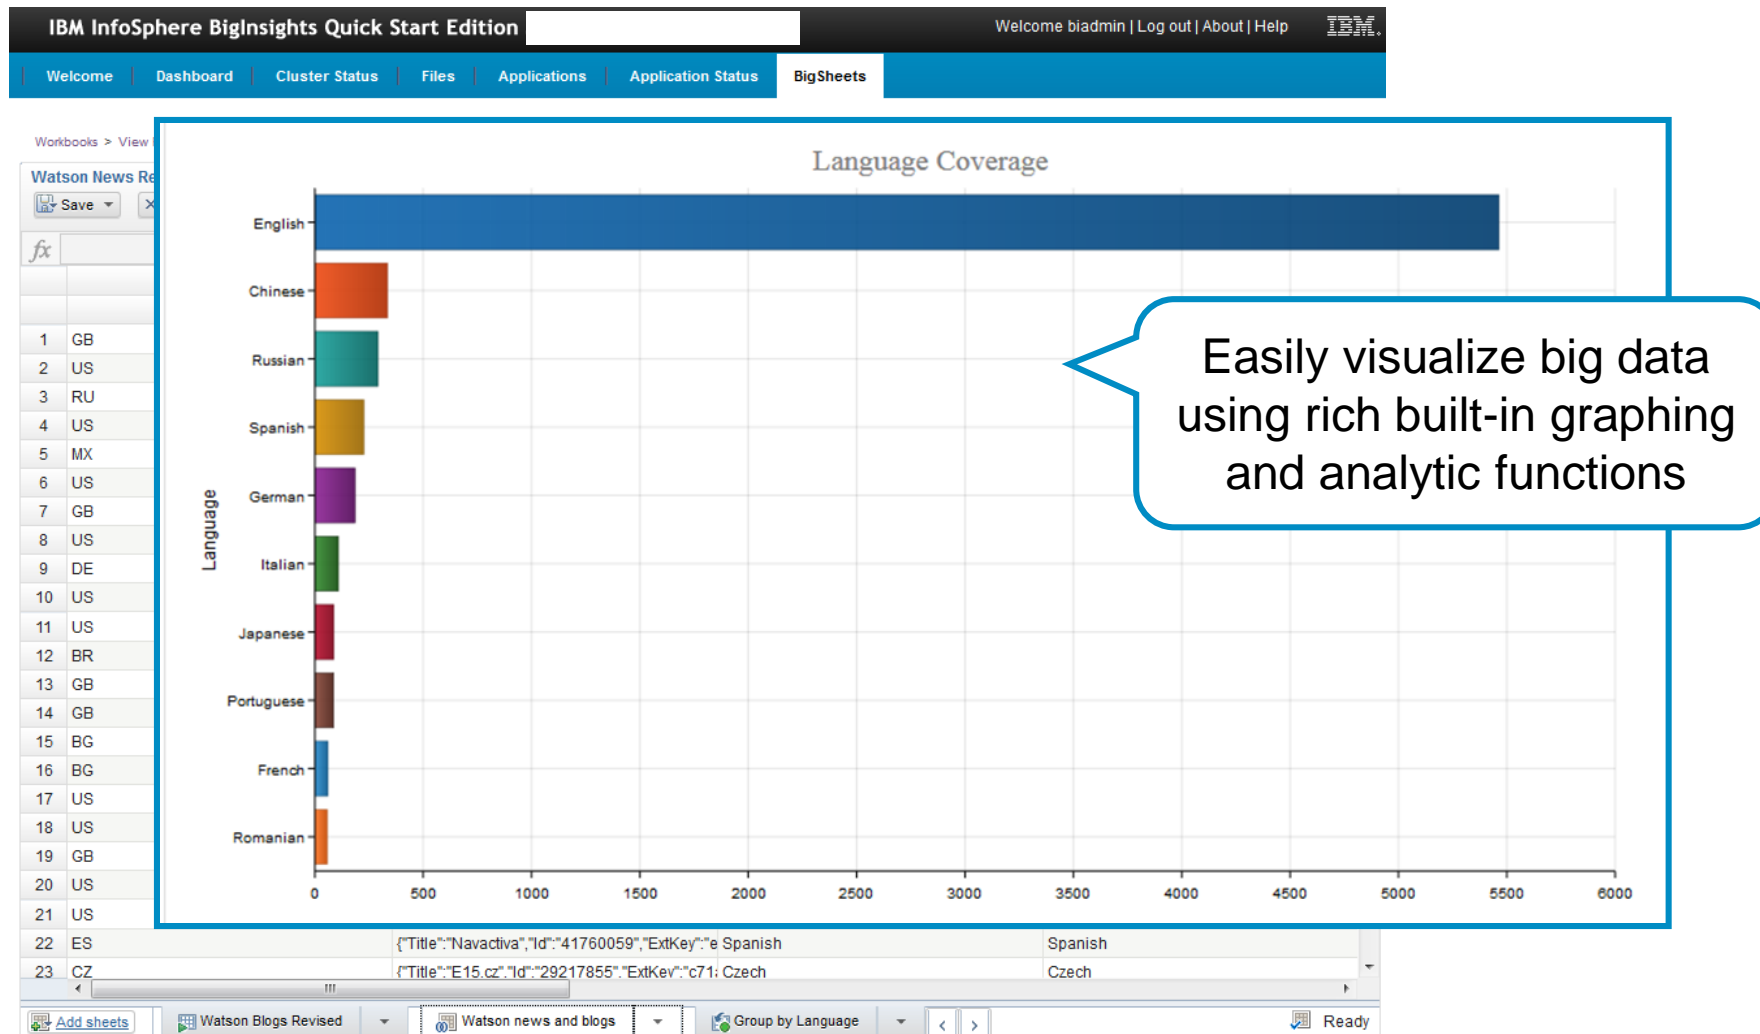 IBM InfoSphere BigInsights Quick Start Edition
Welcome biadmin | Log out | About | Help
IBM.
Welcome
Dashboard
Cluster Status
Files
Applications
Application Status
BigSheets
Workbooks > View
Watson News Re
Save
fx
1 GB
2 US
3 RU
4 US
5 MX
6 US
7 GB
8 US
9 DE
10 US
11 US
12 BR
13 GB
14 GB
15 BG
16 BG
17 US
18 US
19 GB
20 US
21 US
22 ES {"Title":"Navactiva","Id":"41760059","ExtKey":"e Spanish Spanish
23 CZ {"Title":"E15.cz","Id":"29217855","ExtKey":"c71 Czech Czech
Language Coverage
Language
English
Chinese
Russian
Spanish
German
Italian
Japanese
Portuguese
French
Romanian
0 500 1000 1500 2000 2500 3000 3500 4000 4500 5000 5500 6000
Easily visualize big data
using rich built-in graphing
and analytic functions
Add sheets
Watson Blogs Revised
Watson news and blogs
Group by Language
< >
Ready